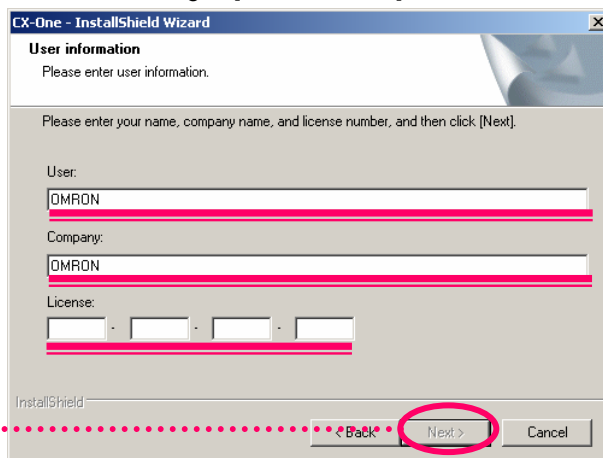 CX-One - InstallShield Wizard
User information
Please enter user information.
Please enter your name, company name, and license number, and then click [Next].
User:
OMRON
Company:
OMRON
License:
- - -
InstallShield
< Back Next > Cancel